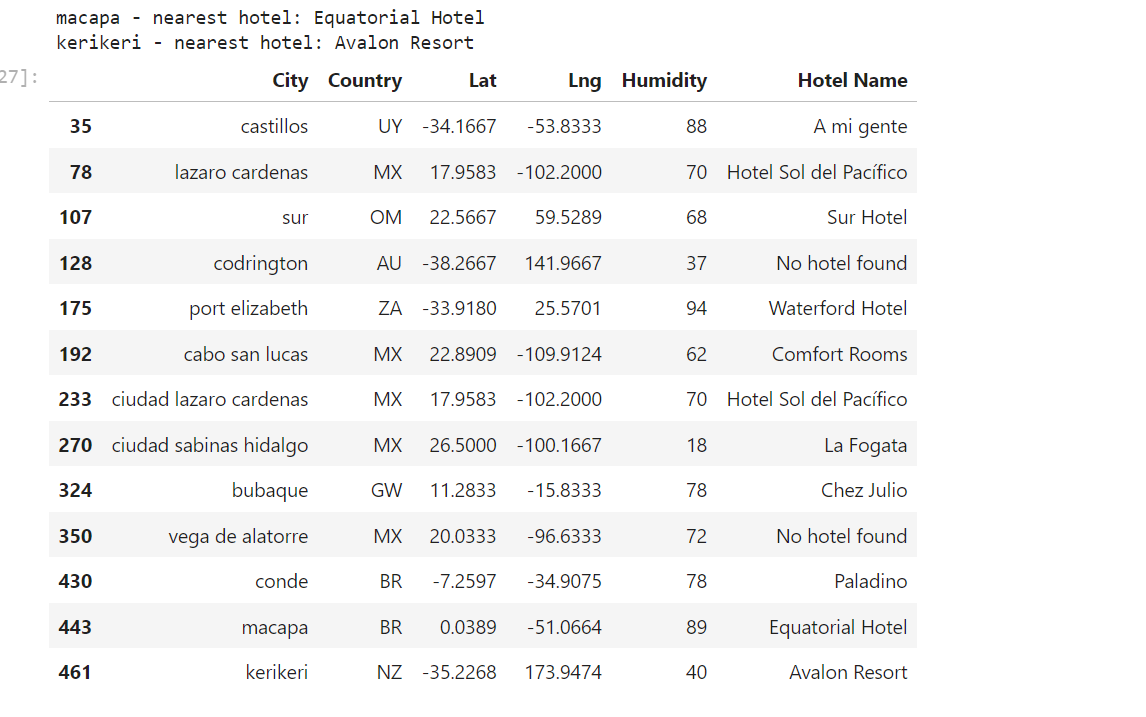 macapa - nearest hotel: Equatorial Hotel
kerikeri - nearest hotel: Avalon Resort
27]:
City Country Lat Lng Humidity Hotel Name
35 castillos UY -34.1667 -53.8333 88 A mi gente
78 lazaro cardenas MX 17.9583 -102.2000 70 Hotel Sol del Pacífico
107 sur OM 22.5667 59.5289 68 Sur Hotel
128 codrington AU -38.2667 141.9667 37 No hotel found
175 port elizabeth ZA -33.9180 25.5701 94 Waterford Hotel
192 cabo san lucas MX 22.8909 -109.9124 62 Comfort Rooms
233 ciudad lazaro cardenas MX 17.9583 -102.2000 70 Hotel Sol del Pacífico
270 ciudad sabinas hidalgo MX 26.5000 -100.1667 18 La Fogata
324 bubaque GW 11.2833 -15.8333 78 Chez Julio
350 vega de alatorre MX 20.0333 -96.6333 72 No hotel found
430 conde BR -7.2597 -34.9075 78 Paladino
443 macapa BR 0.0389 -51.0664 89 Equatorial Hotel
461 kerikeri NZ -35.2268 173.9474 40 Avalon Resort